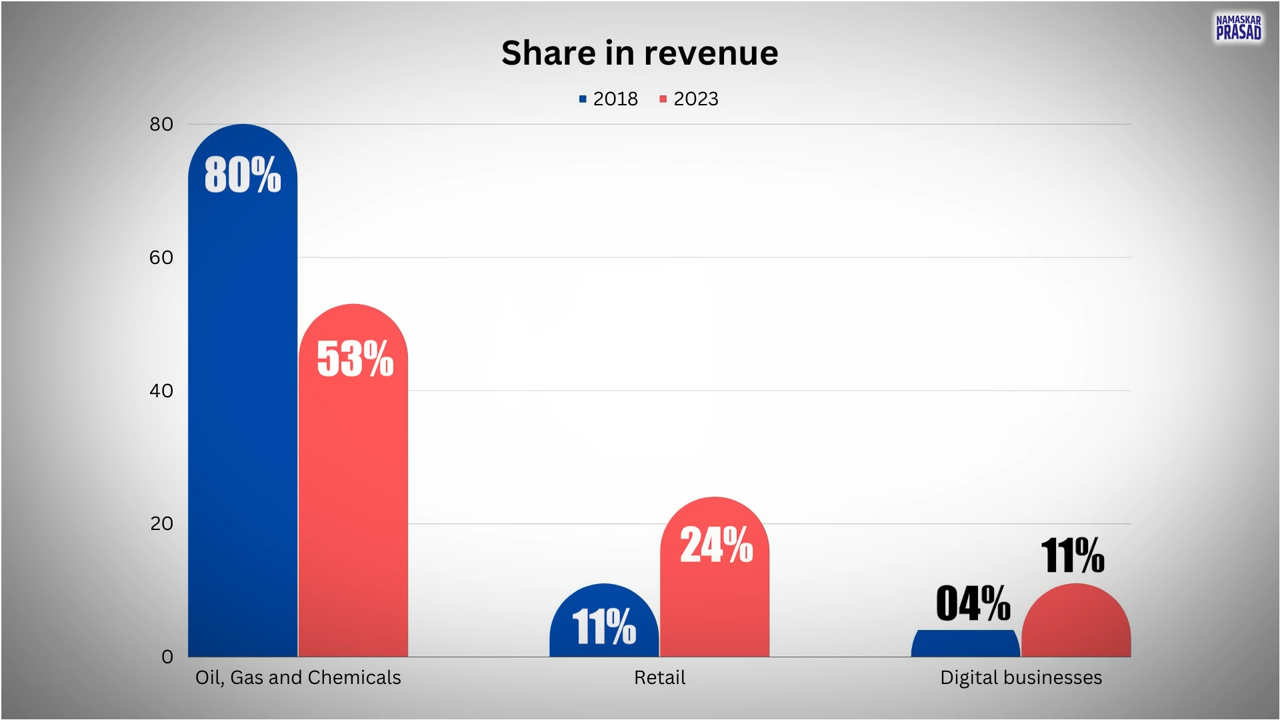 NAMASKAR
PRASAD
Share in revenue
2018 2023
80
60
40
20
0
80%
53%
11%
24%
04%
11%
Oil, Gas and Chemicals
Retail
Digital businesses